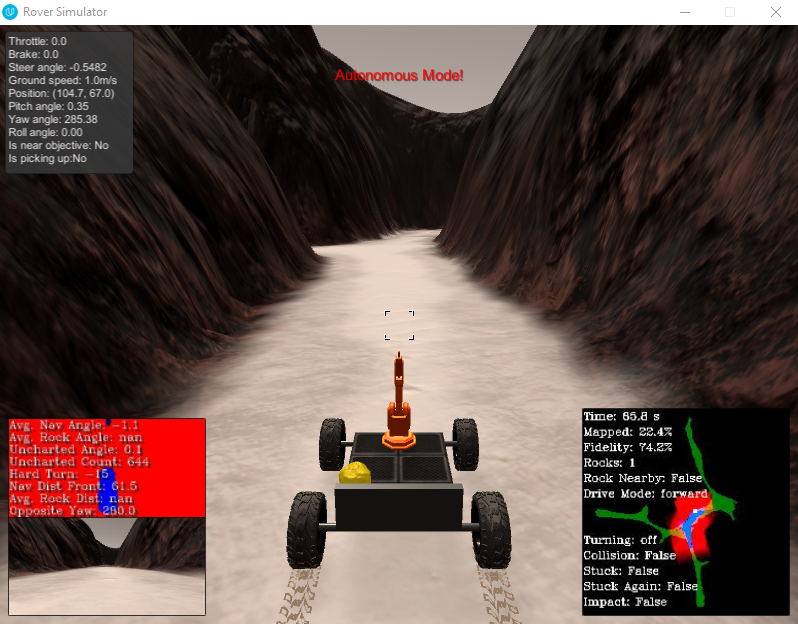 Rover Simulator
Throttle: 0.0
Brake: 0.0
Steer angle: -0.5482
Ground speed: 1.0m/s
Position: (104.7, 67.0)
Pitch angle: 0.35
Yaw angle: 285.38
Roll angle: 0.00
Is near objective: No
Is picking up:No
Autonomous Mode!
Avg. Nav Angle: -1.1
Avg. Rock Angle: nan
Uncharted Angle: 0.1
Uncharted Count: 644
Hard Turn: -15
Nav Dist Front: 61.5
Avg. Rock Dist: nan
Opposite Yaw: 260.0
Time: 65.8 s
Mapped: 22.4%
Fidelity: 74.2%
Rocks: 1
Rock Nearby: False
Drive Mode: forward
Turning: off
Collision: False
Stuck: False
Stuck Again: False
Impact: False